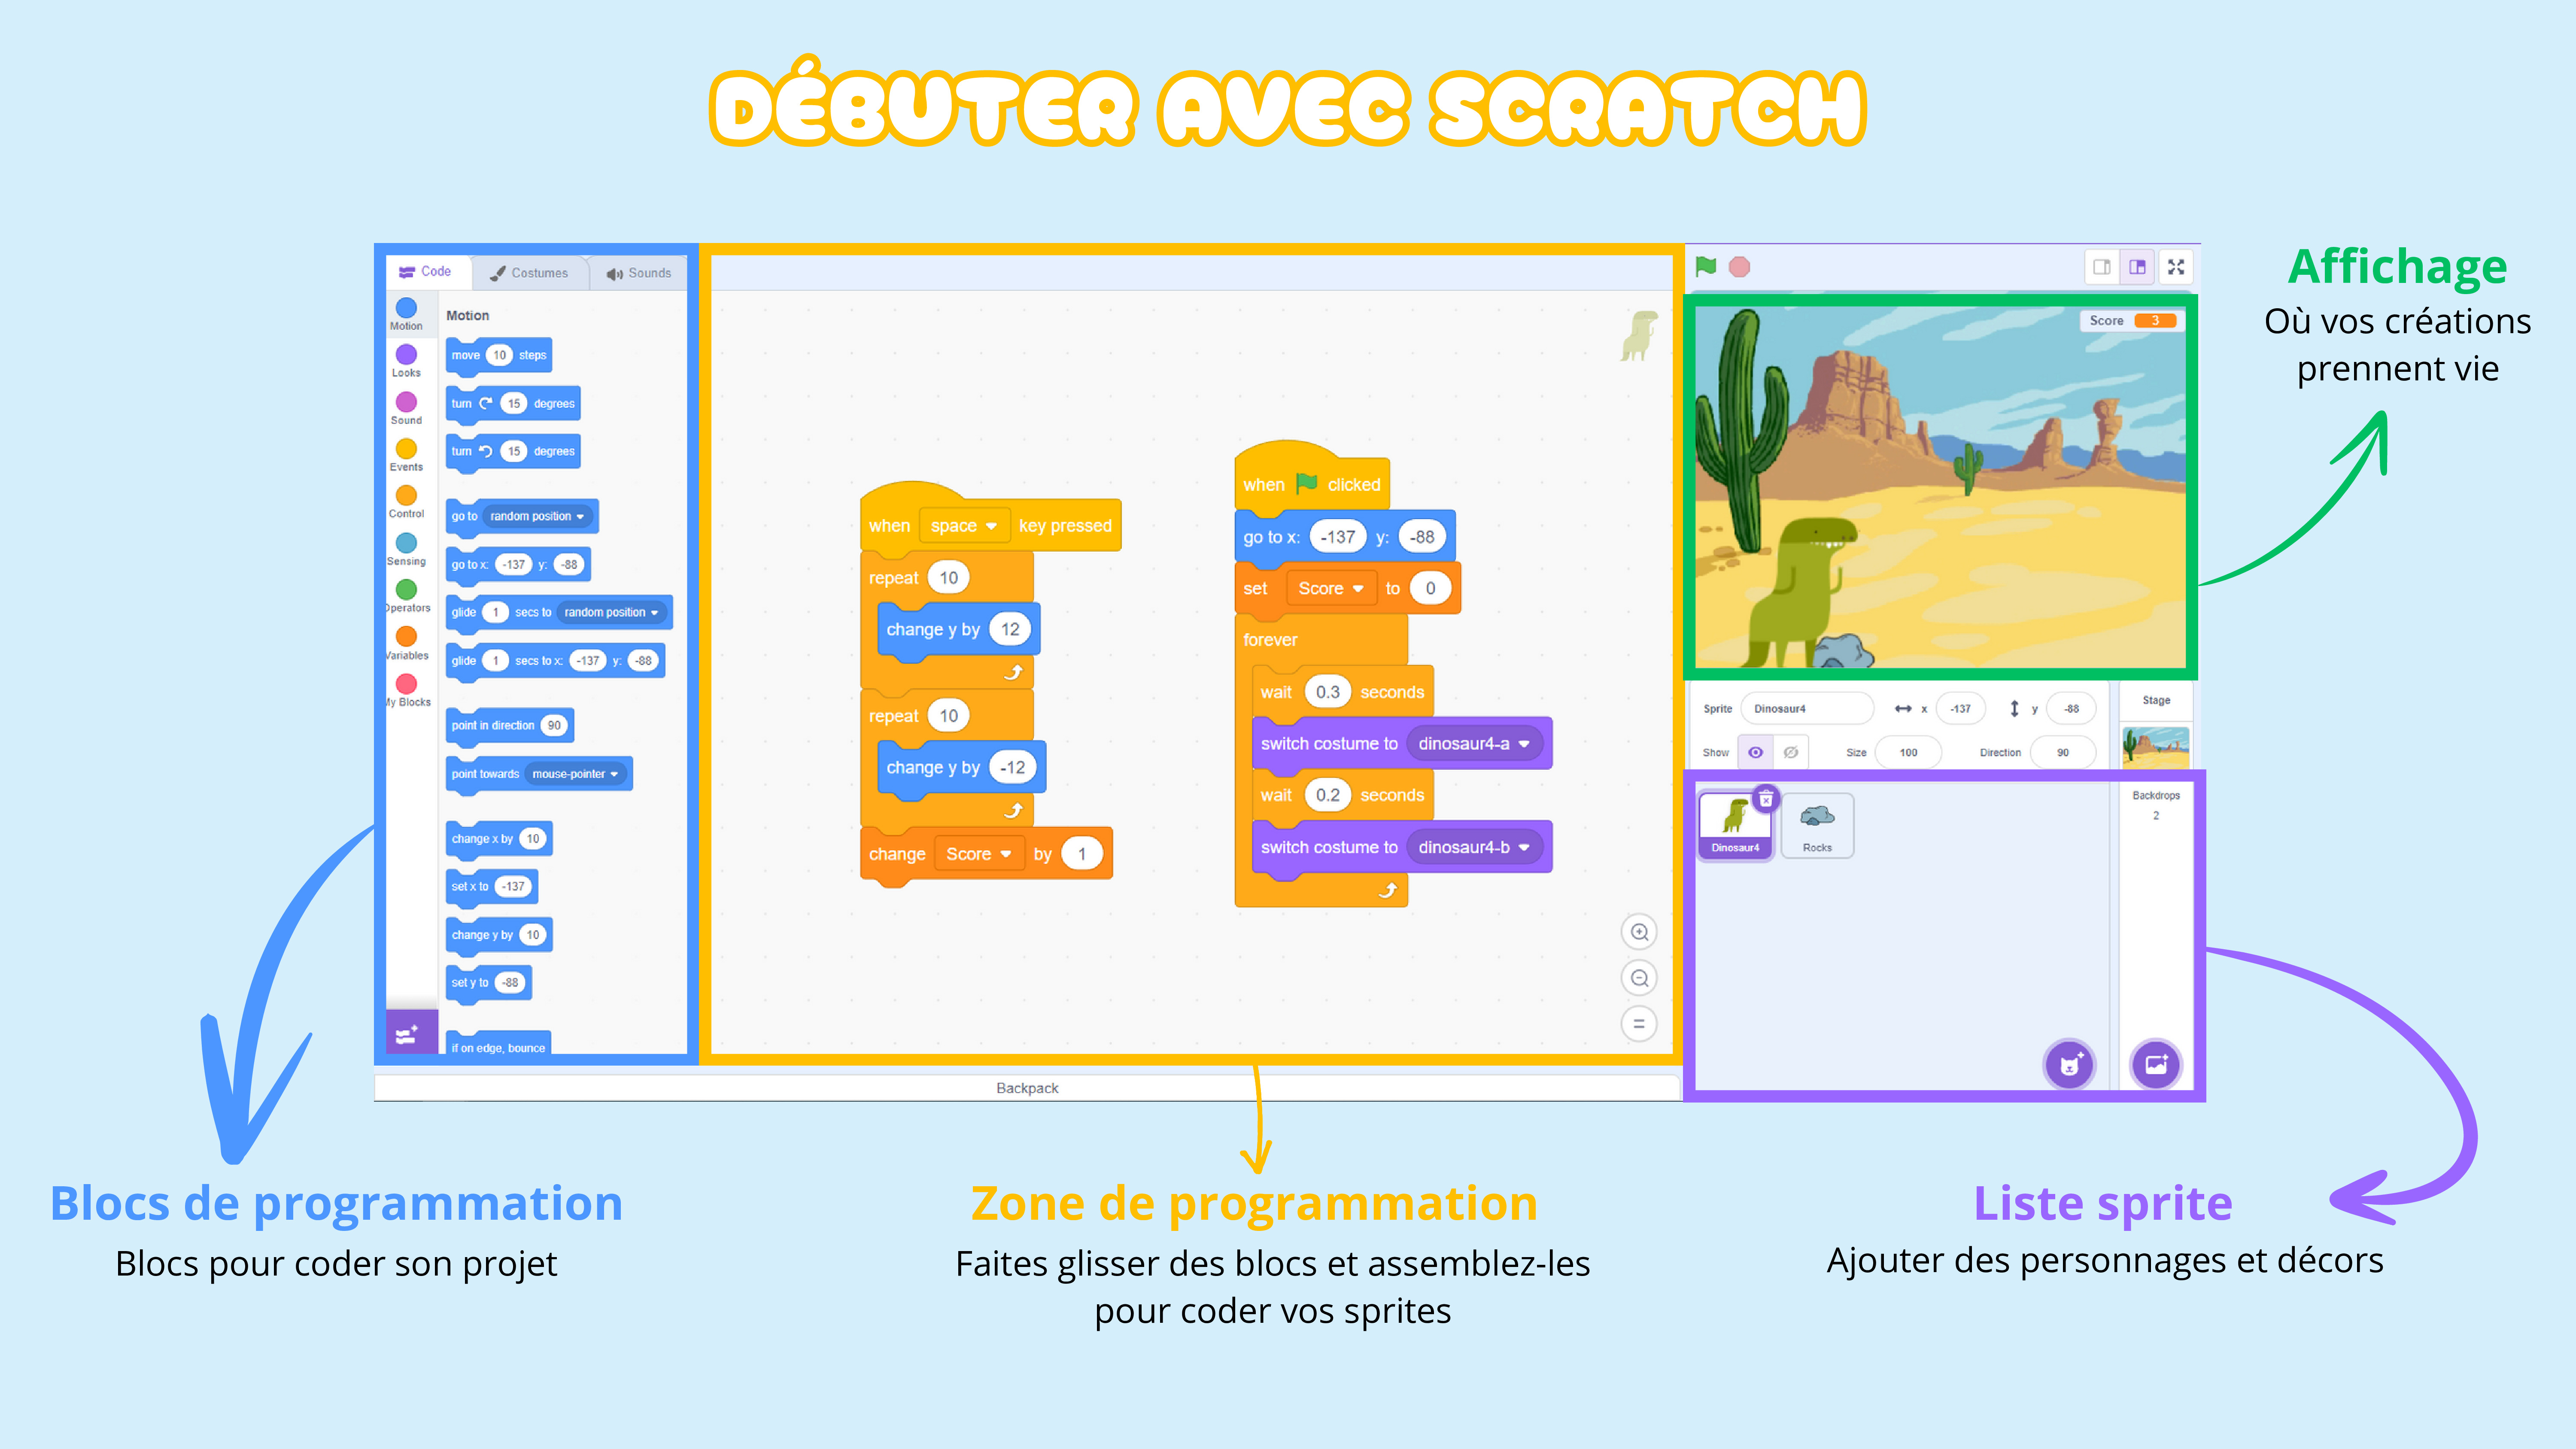 DÉBUTER AVEC SCRATCH
Code
Costumes
Sounds
Motion
Looks
Sound
Events
Control
Sensing
Operators
Variables
My Blocks
Motion
move 10 steps
turn 15 degrees
turn 15 degrees
go to random position
go to x: -137 y: -88
glide 1 secs to random position
glide 1 secs to x: -137 y: -88
point in direction 90
point towards mouse-pointer
change x by 10
set x to -137
change y by 10
set y to -88
if on edge, bounce
when space key pressed
repeat 10
change y by 12
repeat 10
change y by -12
change Score by 1
when clicked
go to x: -137 y: -88
set Score to 0
forever
wait 0.3 seconds
switch costume to dinosaur4-a
wait 0.2 seconds
switch costume to dinosaur4-b
Backpack
Score 3
Sprite Dinosaur4 x -137 y -88
Show Size 100 Direction 90
Stage
Backdrops
2
Dinosaur4
Rocks
Affichage
Où vos créations
prennent vie
Blocs de programmation
Blocs pour coder son projet
Zone de programmation
Faites glisser des blocs et assemblez-les
pour coder vos sprites
Liste sprite
Ajouter des personnages et décors